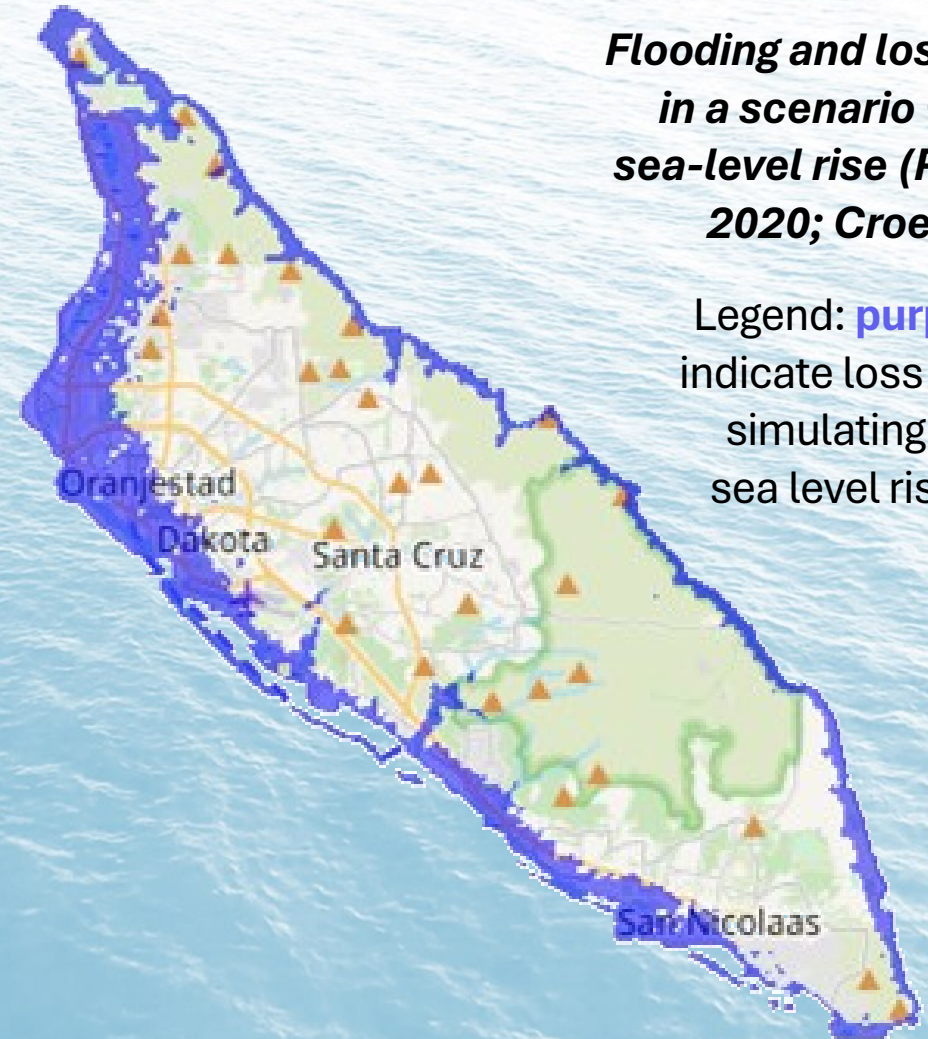 Flooding and los
in a scenario
sea-level rise (
2020; Croe
Legend: purp
indicate loss
simulating
sea level ris
Oranjestad
Dakota
Santa Cruz
San Nicolaas